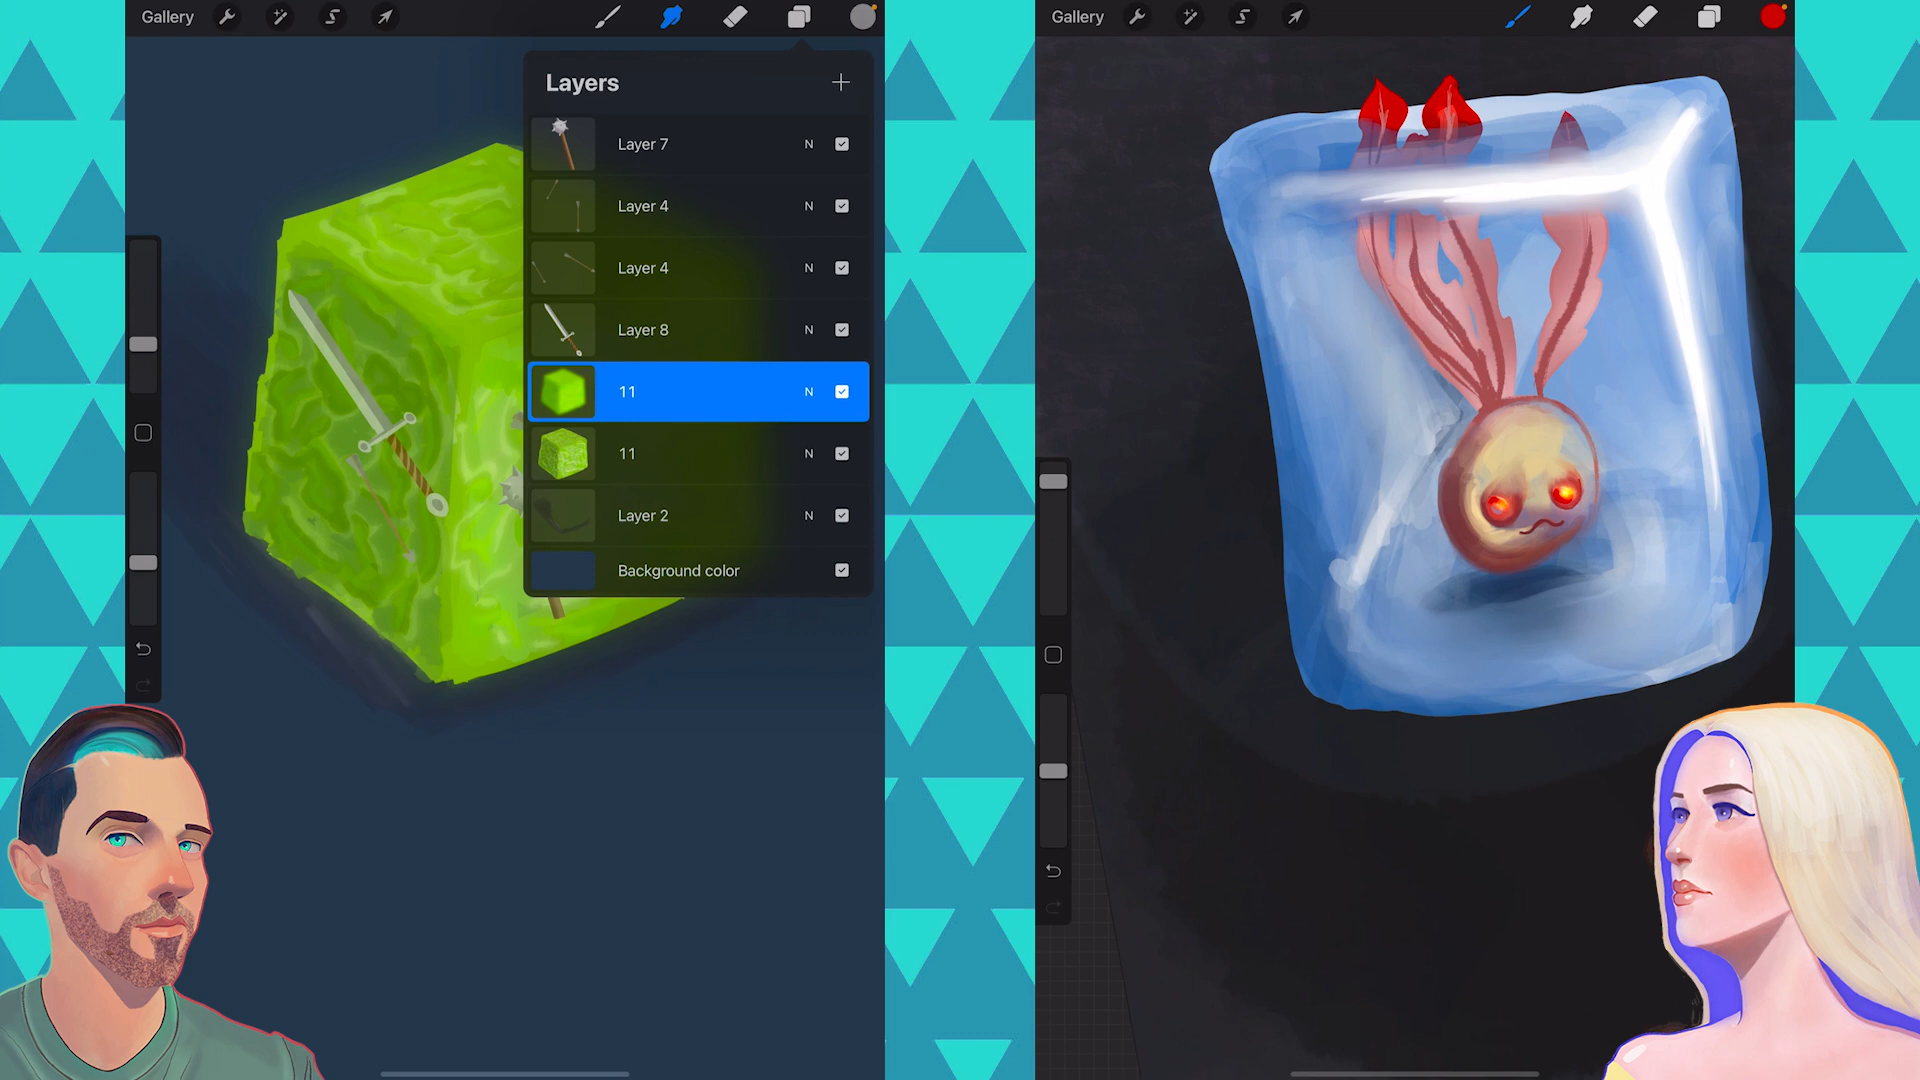 Gallery
Layers
Layer 7 N
Layer 4 N
Layer 4 N
Layer 8 N
11 N
11 N
Layer 2 N
Background color
Gallery